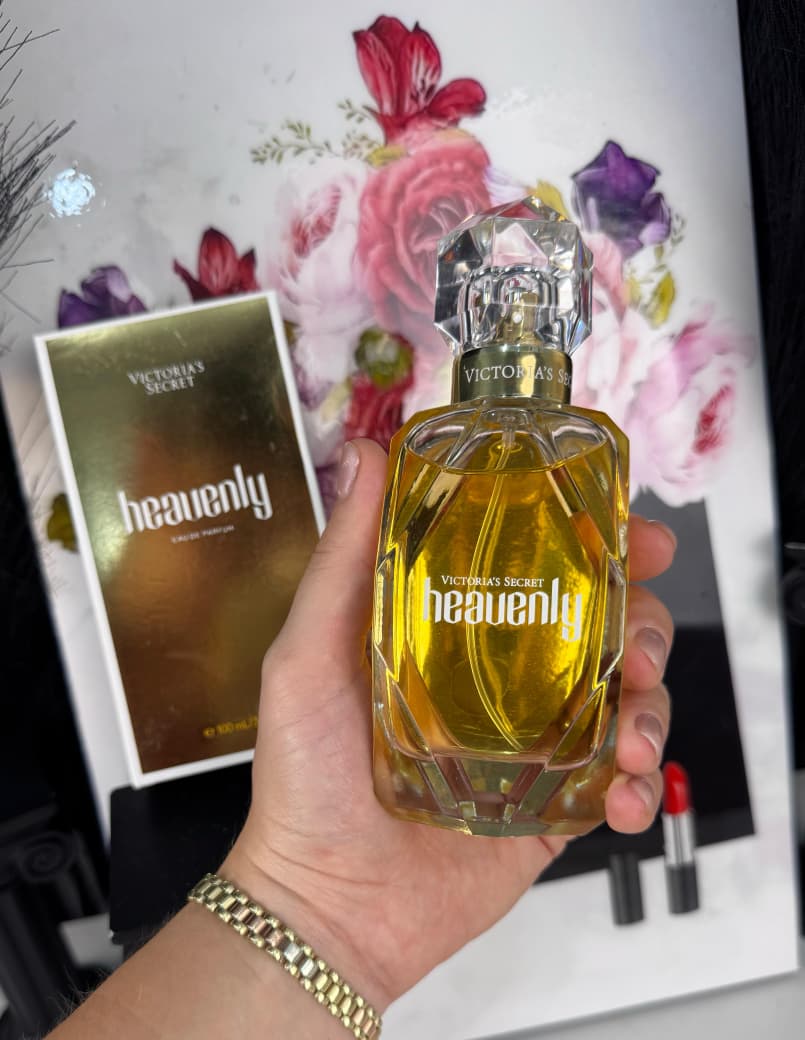 VICTORIA'S
SECRET
heavenly
EAU DE PARFUM
100 mL
VICTORIA'S SEC
VICTORIA'S SECRET
heavenly